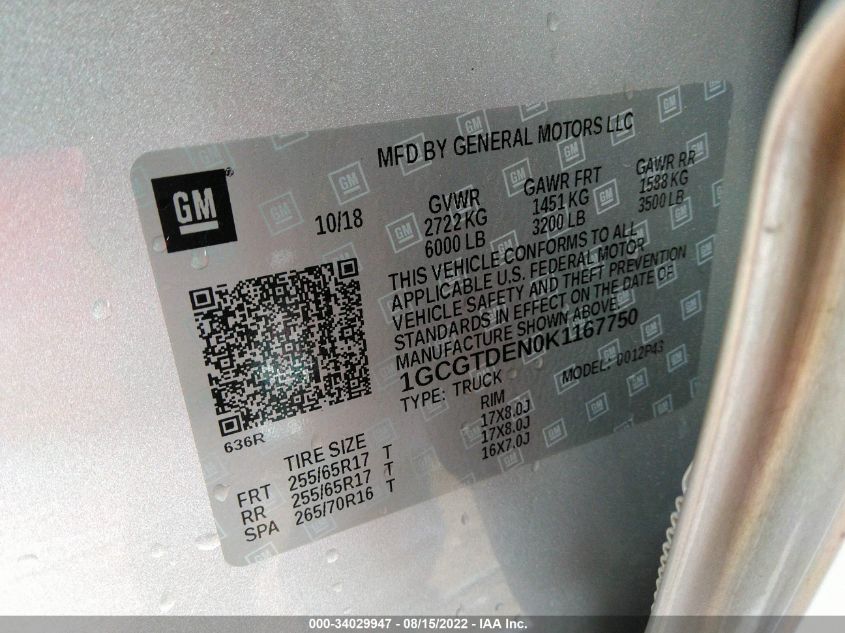 MFD BY GENERAL MOTORS LLC
GM
10/18
GVWR GAWR FRT GAWR RR
2722 KG 1451 KG 1588 KG
6000 LB 3200 LB 3500 LB
THIS VEHICLE CONFORMS TO ALL
APPLICABLE U.S. FEDERAL MOTOR
VEHICLE SAFETY AND THEFT PREVENTION
STANDARDS IN EFFECT ON THE DATE OF
MANUFACTURE SHOWN ABOVE.
1GCGTDEN0K1167750
TYPE: TRUCK MODEL:
636R
TIRE SIZE RIM
FRT 255/65R17 T 17X8.0J
RR 255/65R17 T 17X8.0J
SPA 265/70R16 T 16X7.0J
000-34029947 - 08/15/2022 - IAA Inc.